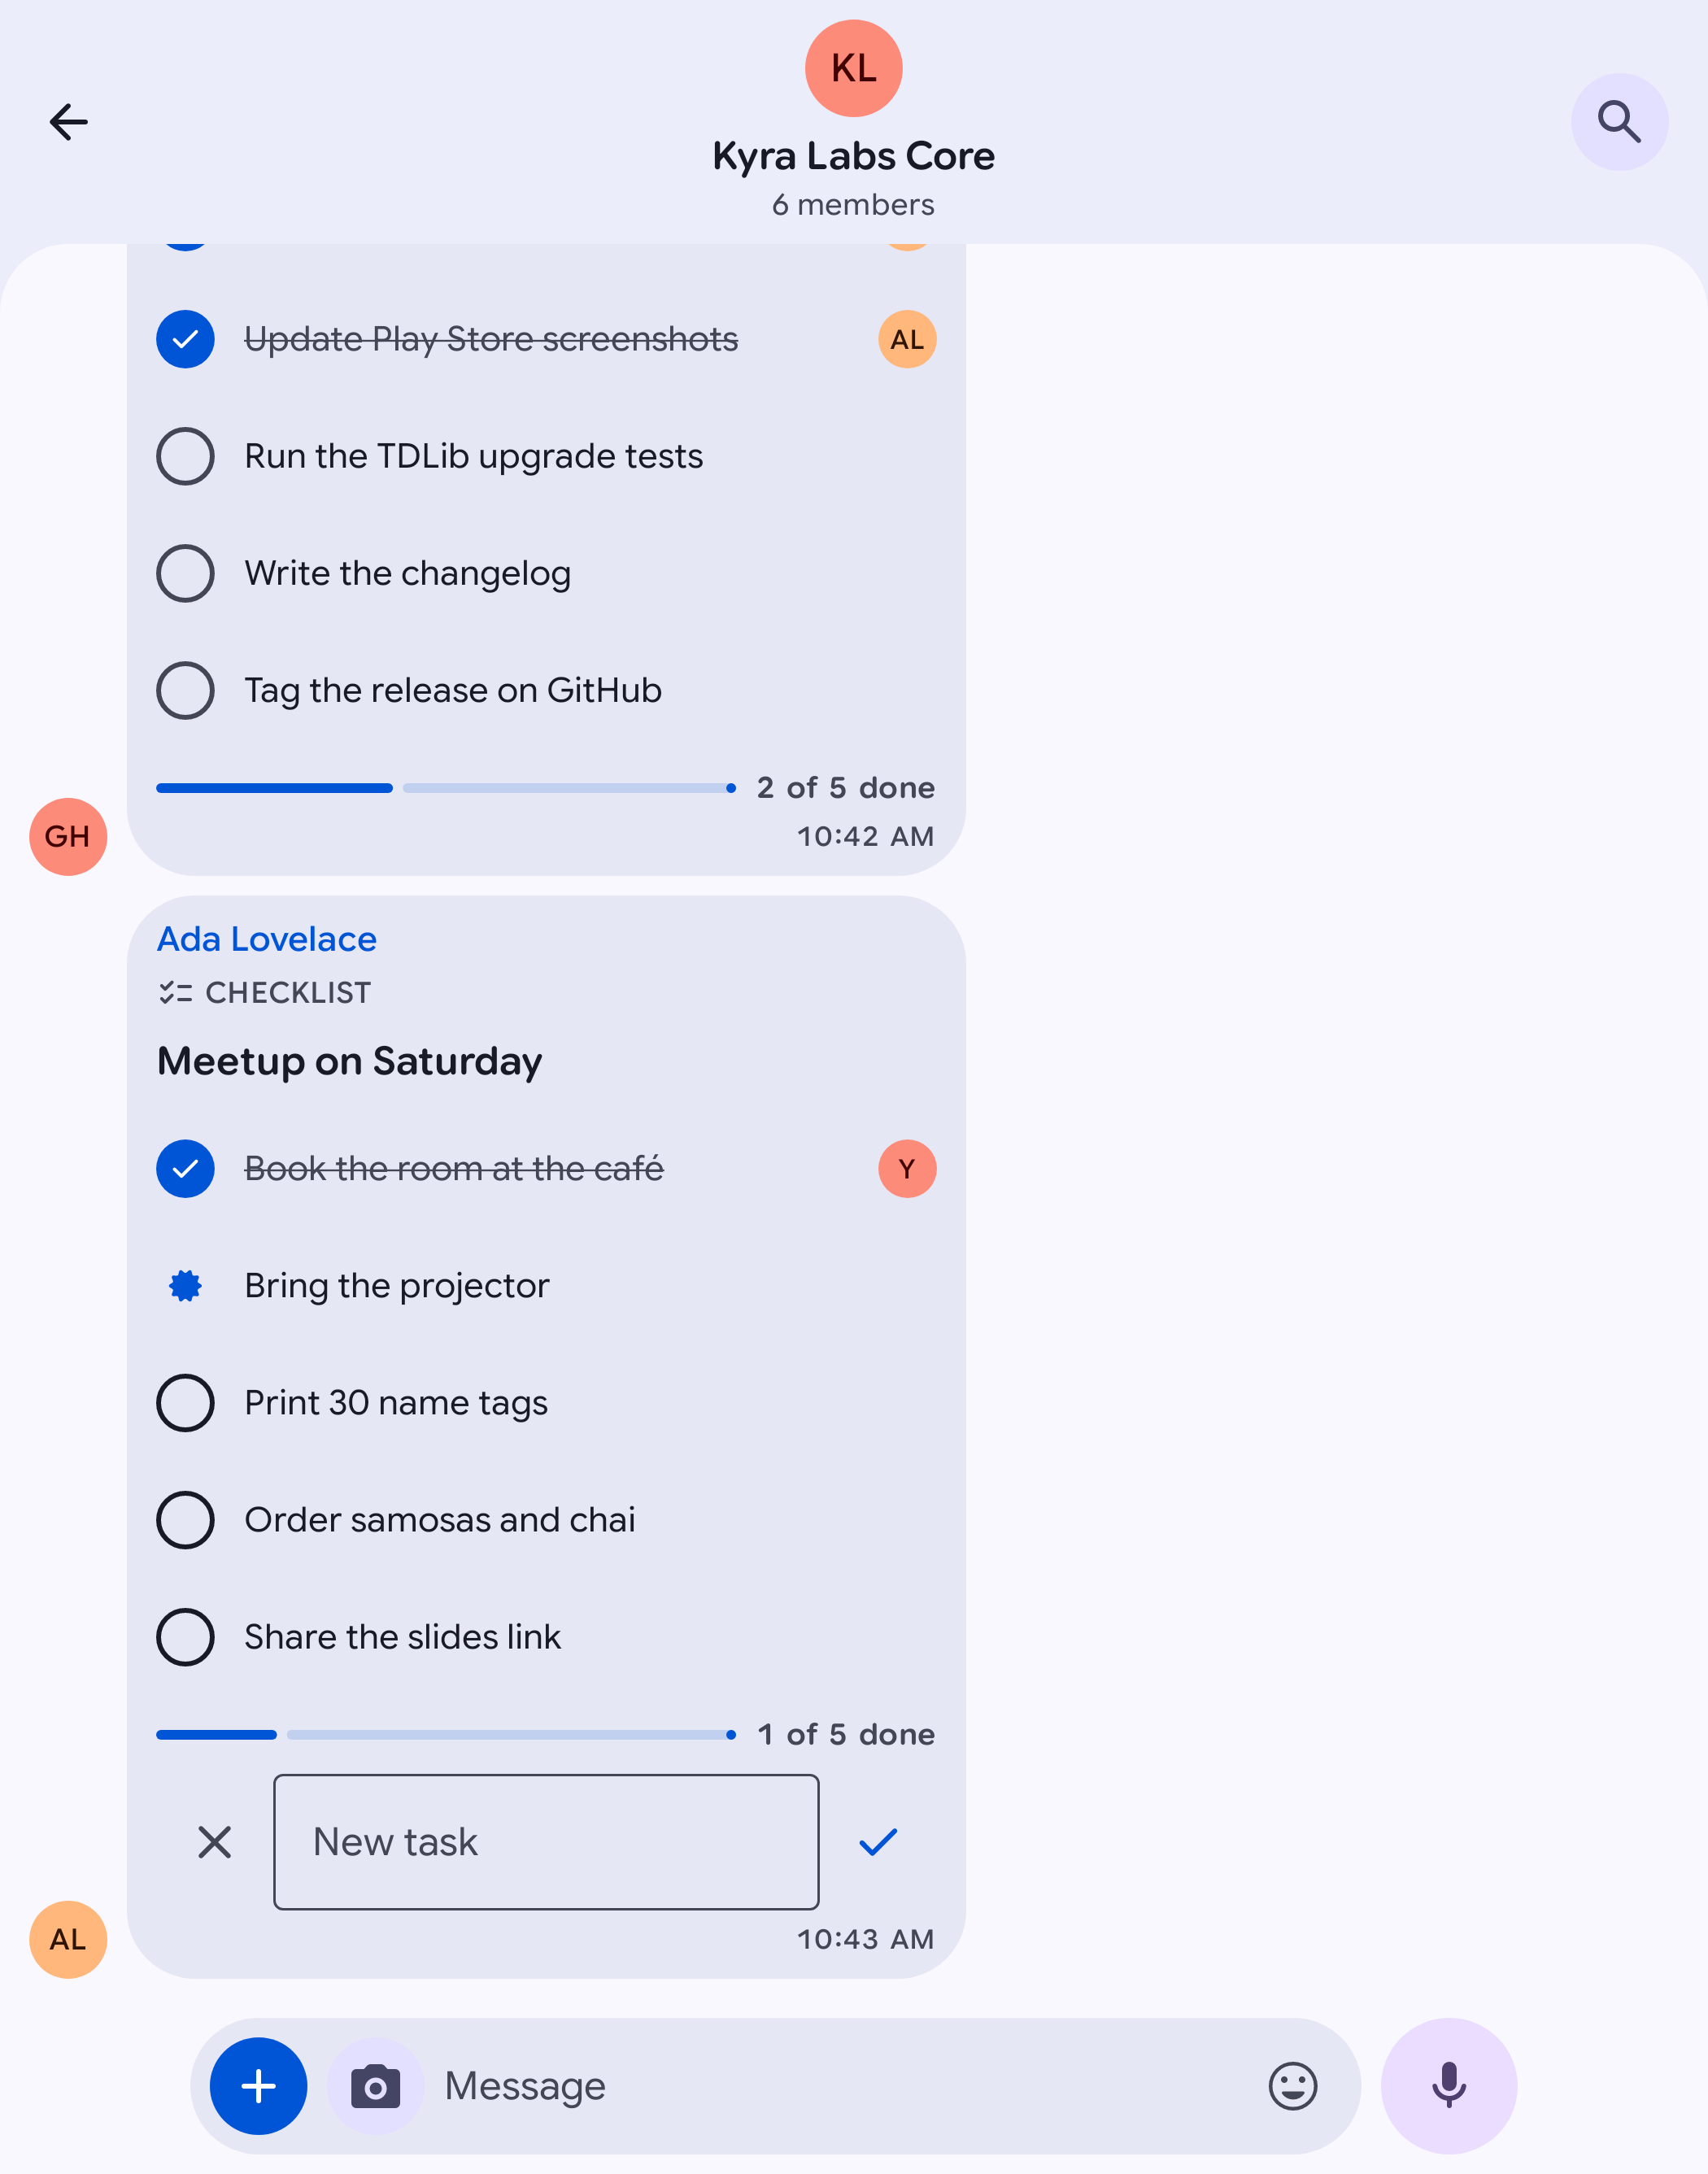 KL
Kyra Labs Core
6 members
Update Play Store screenshots AL
Run the TDLib upgrade tests
Write the changelog
Tag the release on GitHub
2 of 5 done
GH
10:42 AM
Ada Lovelace
CHECKLIST
Meetup on Saturday
Book the room at the café Y
Bring the projector
Print 30 name tags
Order samosas and chai
Share the slides link
1 of 5 done
New task
AL
10:43 AM
Message